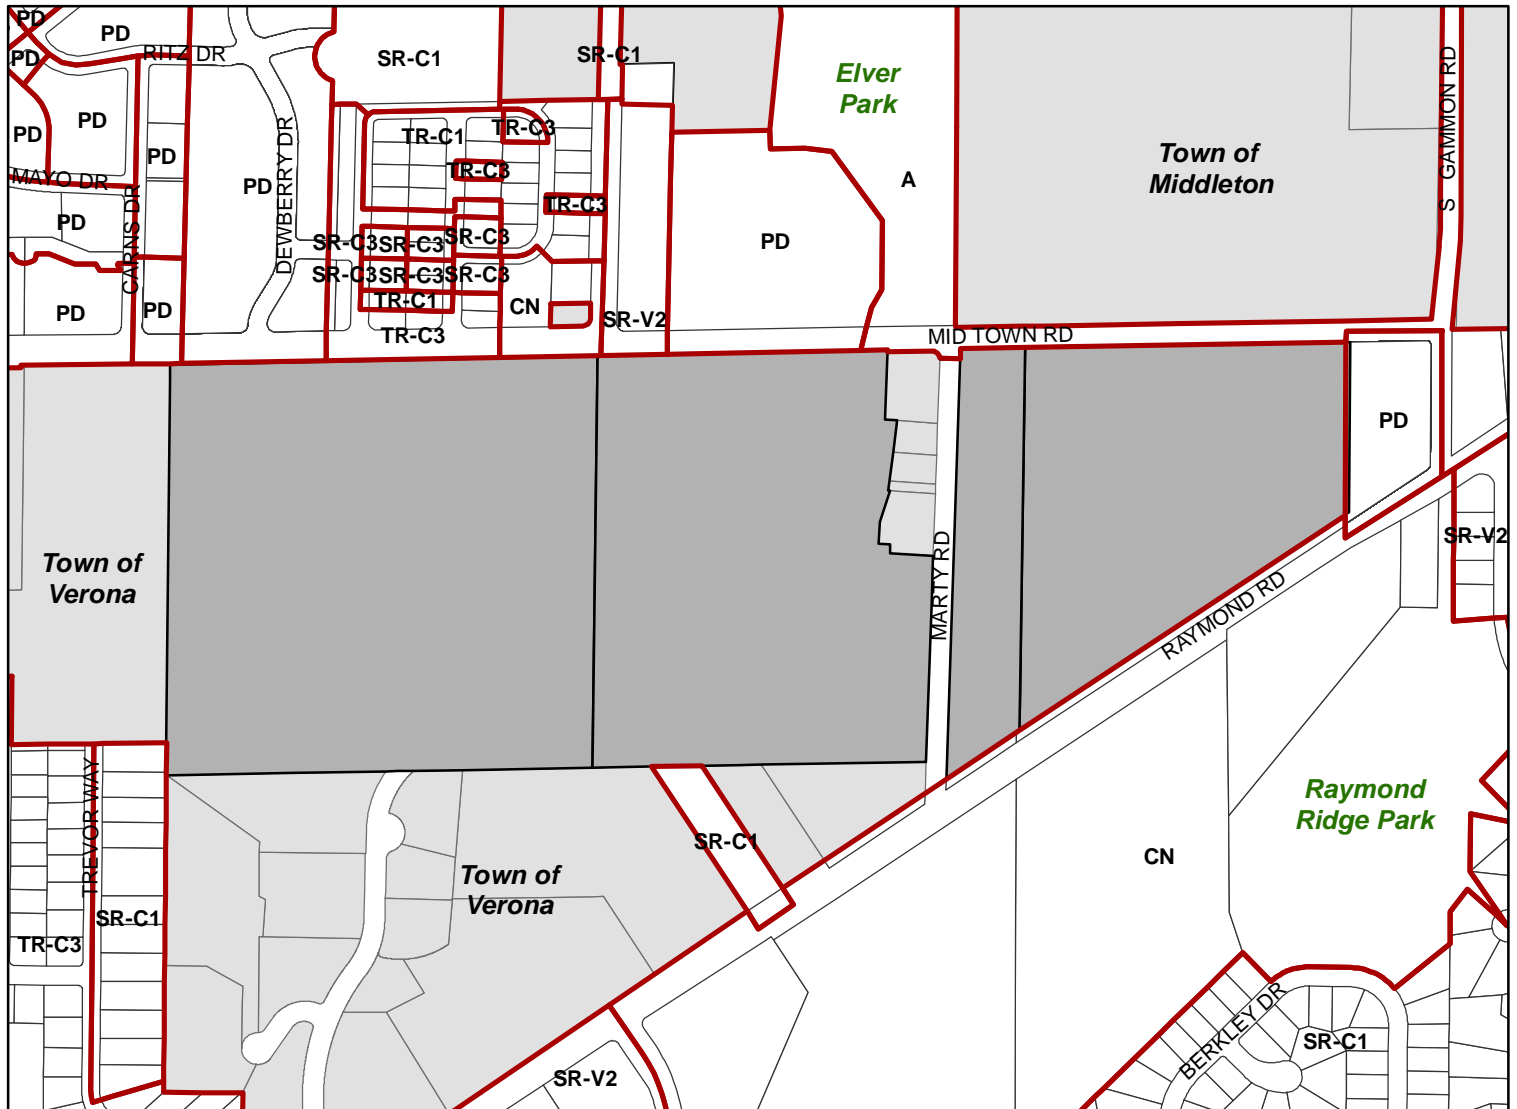 PD
PD
RITZ DR
PD
SR-C1
SR-C1
Elver
Park
S GAMMON RD
PD
PD
PD
DEWBERRY DR
TR-C1
TR-C3
TR-C3
TR-C3
Town of
Middleton
MAYO DR
CARNS DR
PD
PD
A
PD
SR-C3
SR-C3
SR-C3
SR-C3
SR-C3
SR-C3
PD
PD
TR-C1
CN
SR-V2
TR-C3
MID TOWN RD
PD
Town of
Verona
MARTY RD
RAYMOND RD
SR-V2
TREVOR WAY
Raymond
Ridge Park
SR-C1
CN
Town of
Verona
SR-C1
TR-C3
BERKLEY DR
SR-C1
SR-V2